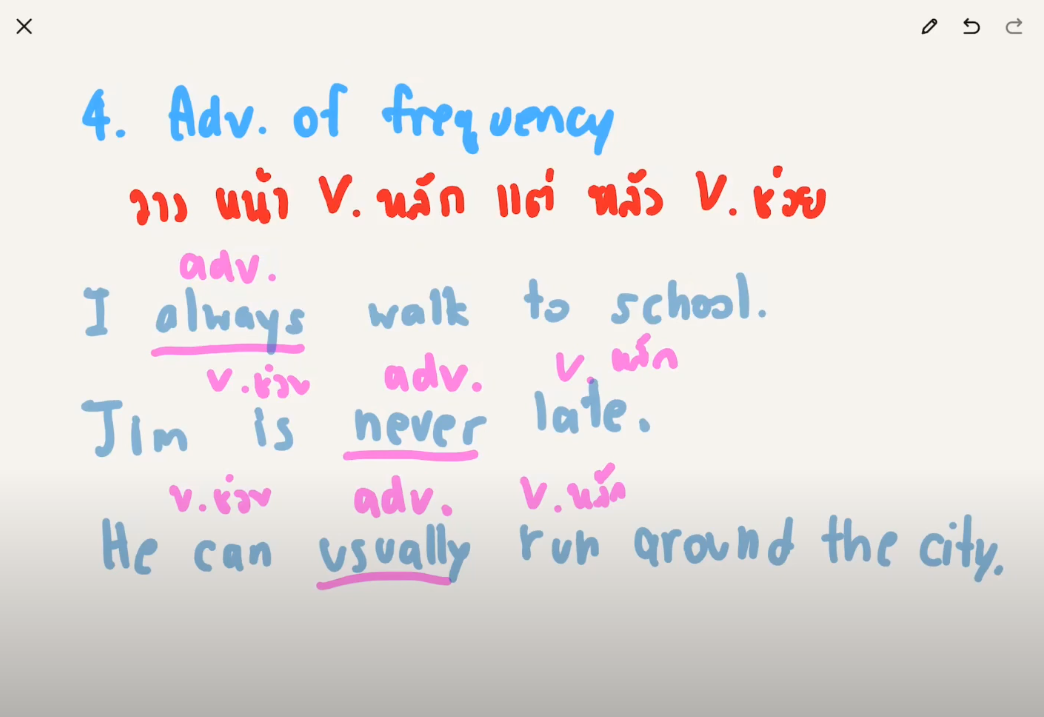 4. Adv. of frequency
วาง หน้า V. หลัก แต่ หลัง V. ช่วย
adv.
I always walk to school.
v.ช่วย adv. V. หลัก
Jim is never late.
v.ช่วย adv. V.หลัก
He can usually run around the city.